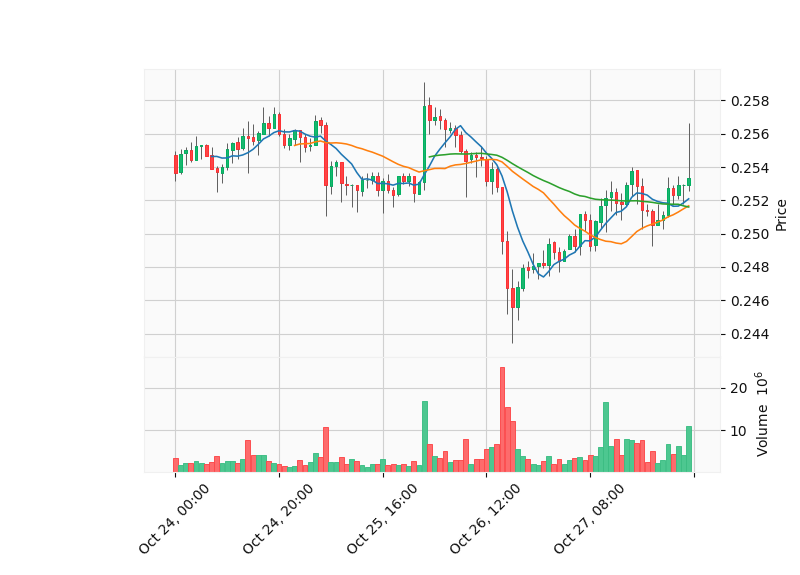 0.258
0.256
0.254
0.252
0.250
0.248
0.246
0.244
Price
20
10
Volume 10^6
Oct 24, 00:00
Oct 24, 20:00
Oct 25, 16:00
Oct 26, 12:00
Oct 27, 08:00